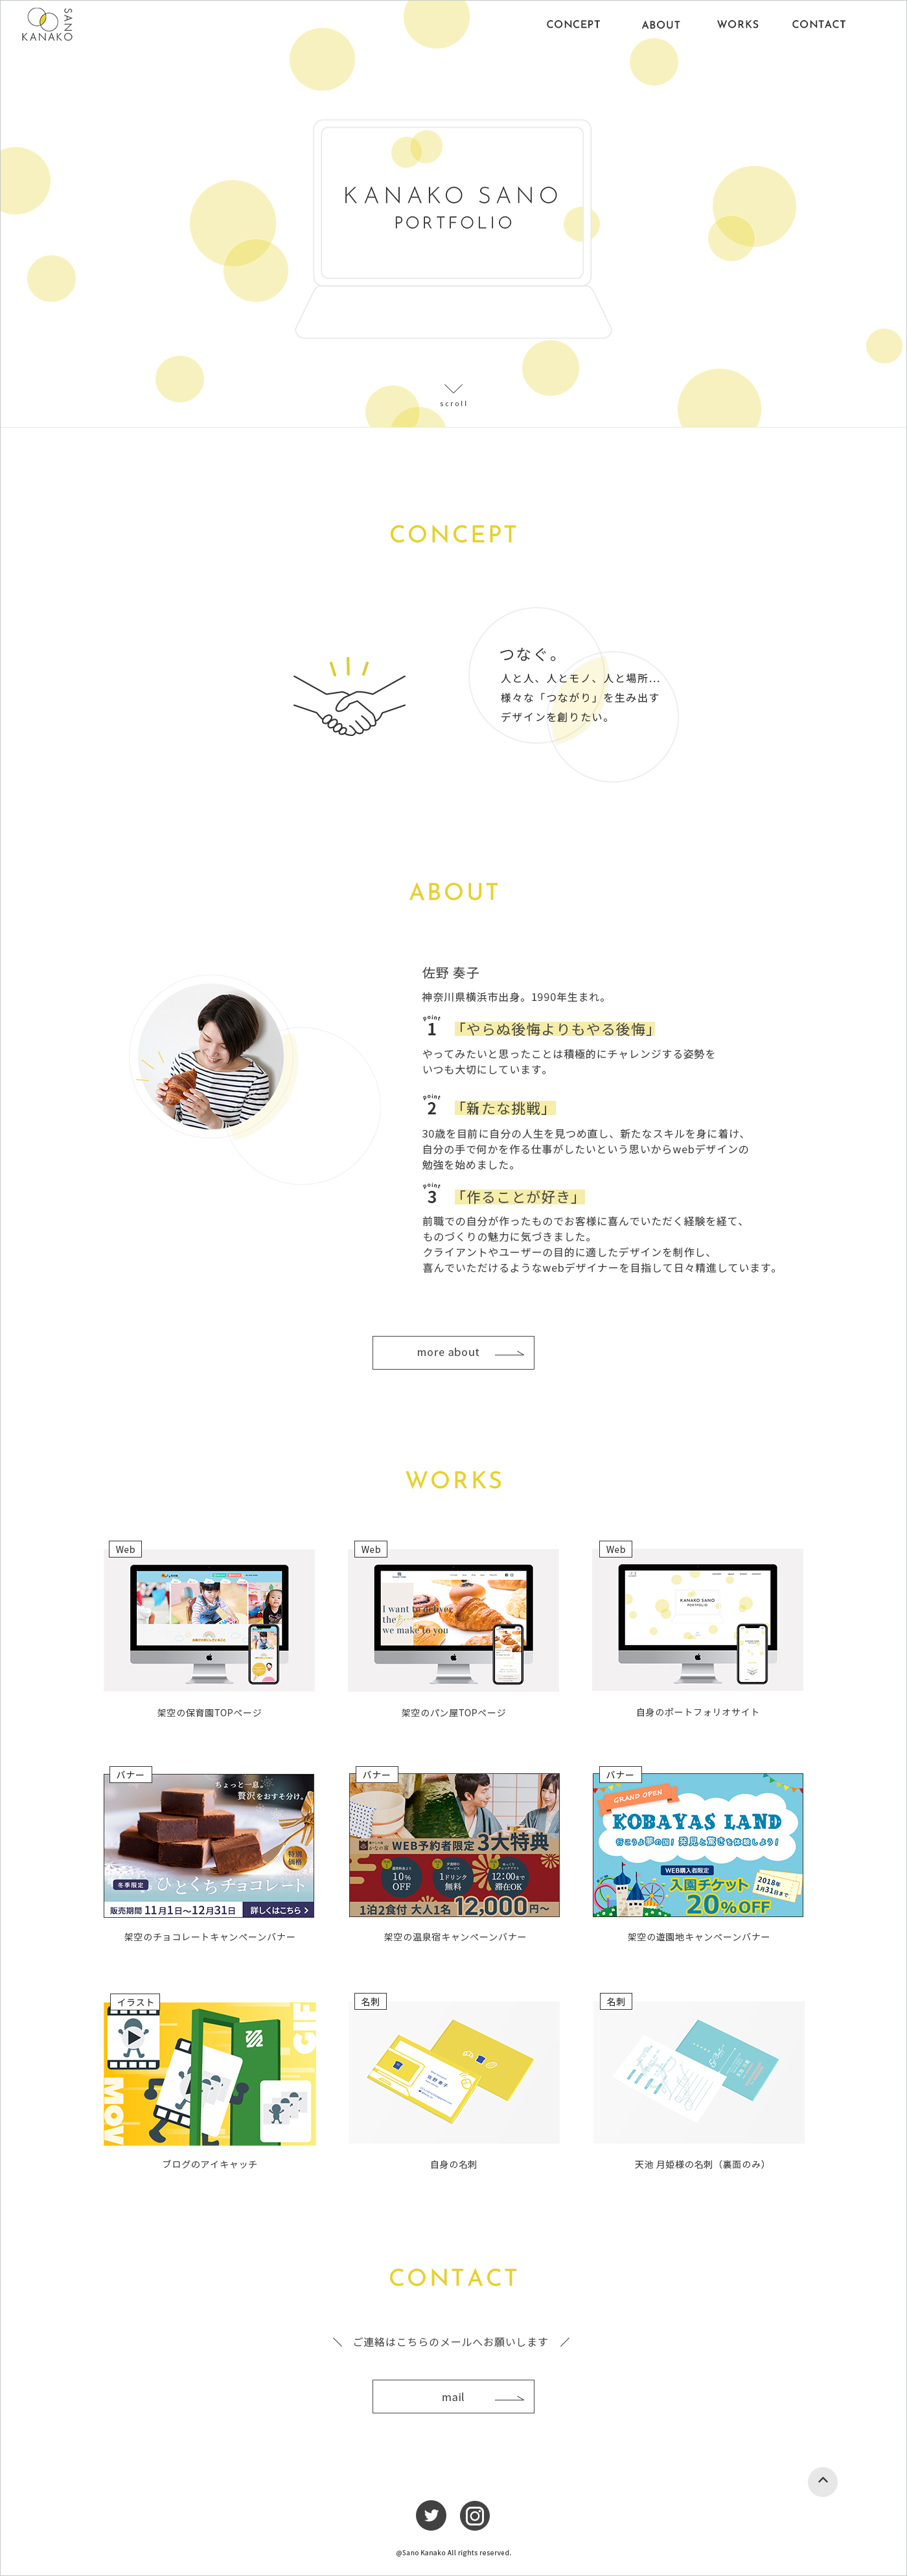 SANO
KANAKO
CONCEPT
ABOUT
WORKS
CONTACT
KANAKO SANO
PORTFOLIO
scroll
CONCEPT
つなぐ。
人と人、人とモノ、人と場所...
様々な「つながり」を生み出す
デザインを創りたい。
ABOUT
佐野 奏子
神奈川県横浜市出身。1990年生まれ。
point
1 「やらぬ後悔よりもやる後悔」
やってみたいと思ったことは積極的にチャレンジする姿勢を
いつも大切にしています。
point
2 「新たな挑戦」
30歳を目前に自分の人生を見つめ直し、新たなスキルを身に着け、
自分の手で何かを作る仕事がしたいという思いからwebデザインの
勉強を始めました。
point
3 「作ることが好き」
前職での自分が作ったものでお客様に喜んでいただく経験を経て、
ものづくりの魅力に気づきました。
クライアントやユーザーの目的に適したデザインを制作し、
喜んでいただけるようなwebデザイナーを目指して日々精進しています。
more about
WORKS
Web
架空の保育園TOPページ
Web
I want to deliver
the
we make to you
架空のパン屋TOPページ
Web
KANAKO SANO
PORTFOLIO
自身のポートフォリオサイト
バナー
ちょっと一息。
贅沢をおすそ分け。
特別
価格
冬季限定
ひとくちチョコレート
販売期間 11月1日〜12月31日
詳しくはこちら
架空のチョコレートキャンペーンバナー
バナー
WEB予約者限定 3大特典
10%
OFF
1ドリンク
無料
12:00まで
滞在OK
1泊2食付 大人1名 12,000円〜
架空の温泉宿キャンペーンバナー
バナー
GRAND OPEN
KOBAYAS LAND
行こうよ夢の国！発見と驚きを体験しよう！
WEB購入者限定
入園チケット
20%OFF
2018年
1月31日まで
架空の遊園地キャンペーンバナー
イラスト
GIF
MOV
ブログのアイキャッチ
名刺
佐野 奏子
自身の名刺
名刺
天池 月姫様の名刺（裏面のみ）
CONTACT
＼ ご連絡はこちらのメールへお願いします ／
mail
@Sano Kanako All rights reserved.